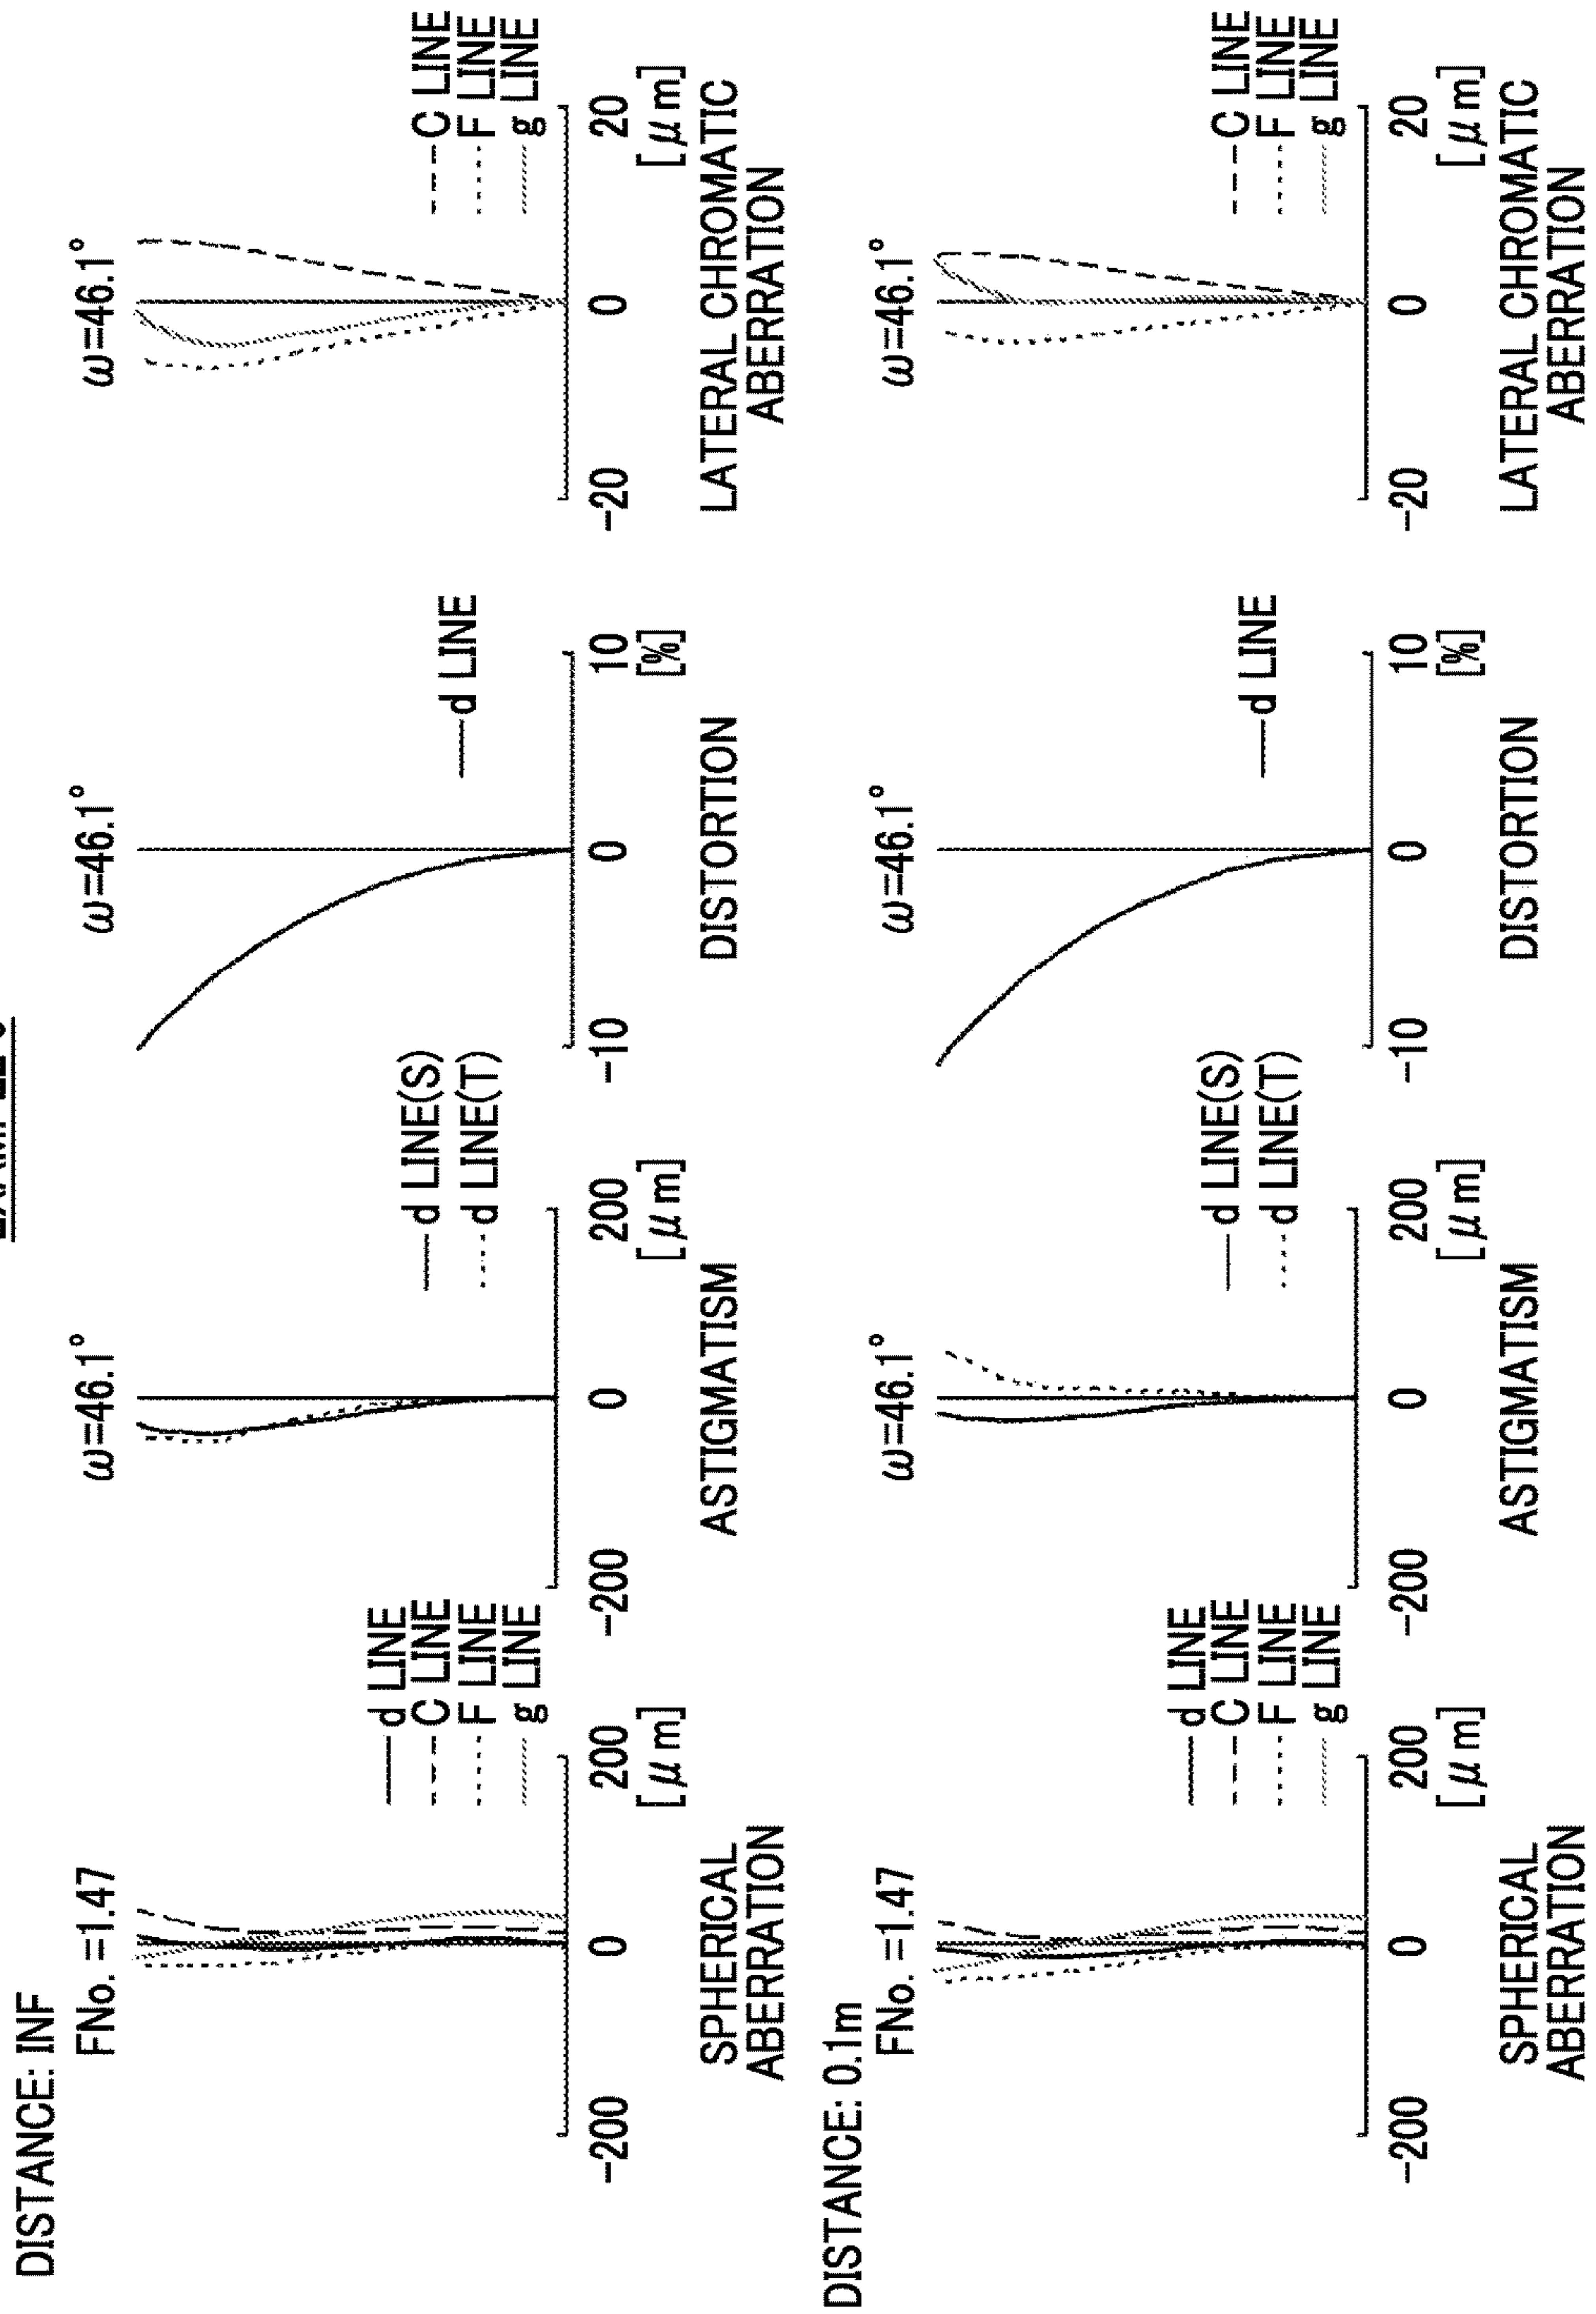 DISTANCE: INF
FNo. =1.47
d LINE
C LINE
F LINE
g LINE
-200 0 200
[μm]
SPHERICAL
ABERRATION
ω=46.1°
d LINE(S)
d LINE(T)
-200 0 200
[μm]
ASTIGMATISM
ω=46.1°
d LINE
-10 0 10
[%]
DISTORTION
ω=46.1°
C LINE
F LINE
g LINE
-20 0 20
[μm]
LATERAL CHROMATIC
ABERRATION
DISTANCE: 0.1m
FNo. =1.47
d LINE
C LINE
F LINE
g LINE
-200 0 200
[μm]
SPHERICAL
ABERRATION
ω=46.1°
d LINE(S)
d LINE(T)
-200 0 200
[μm]
ASTIGMATISM
ω=46.1°
d LINE
-10 0 10
[%]
DISTORTION
ω=46.1°
C LINE
F LINE
g LINE
-20 0 20
[μm]
LATERAL CHROMATIC
ABERRATION